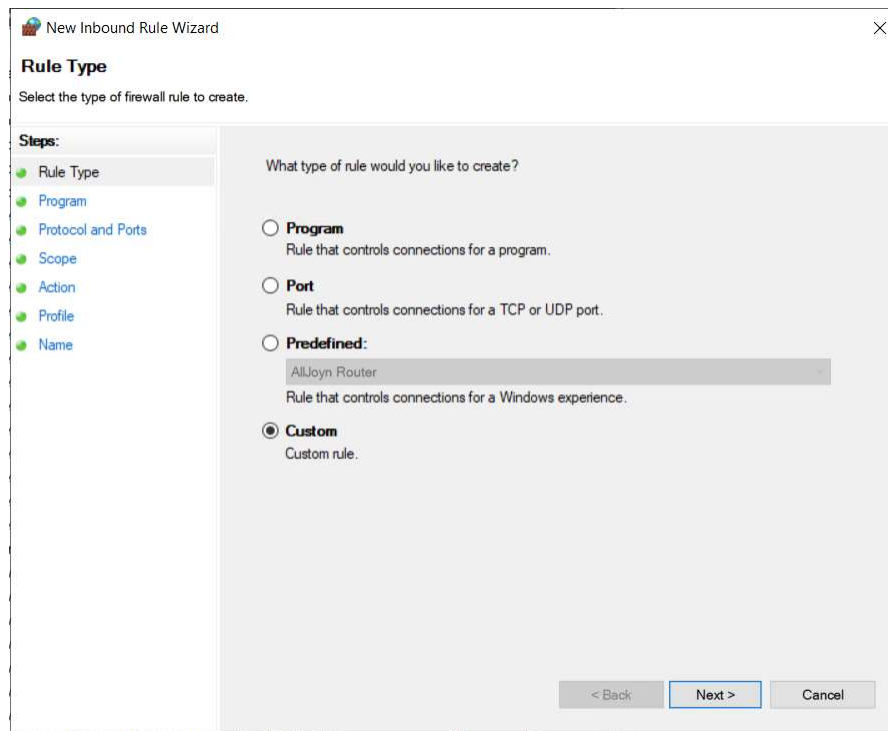 New Inbound Rule Wizard
Rule Type
Select the type of firewall rule to create.
Steps:
Rule Type
Program
Protocol and Ports
Scope
Action
Profile
Name
What type of rule would you like to create?
Program
Rule that controls connections for a program.
Port
Rule that controls connections for a TCP or UDP port.
Predefined:
AllJoyn Router
Rule that controls connections for a Windows experience.
Custom
Custom rule.
< Back Next > Cancel